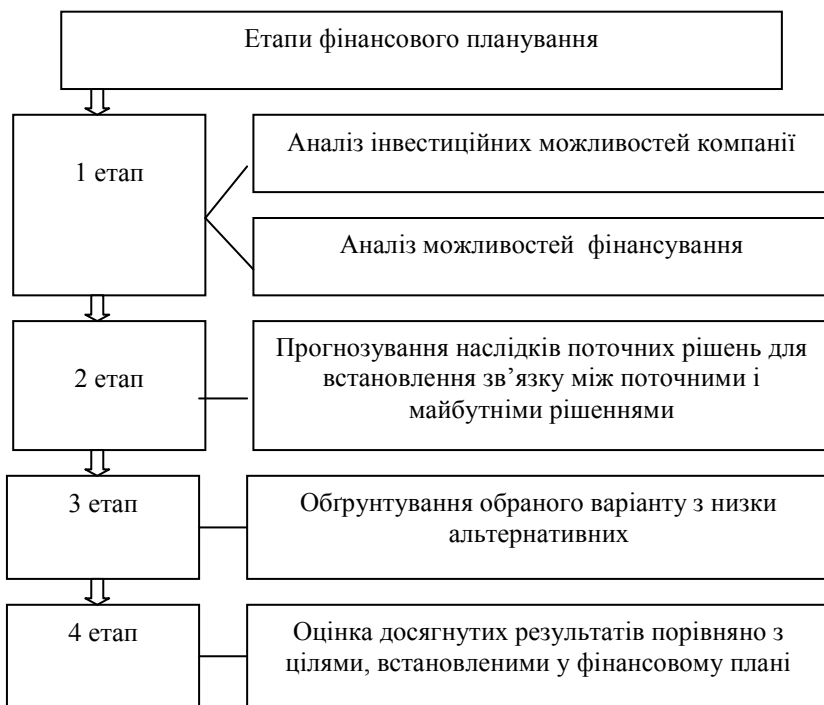 Етапи фінансового планування
1 етап
Аналіз інвестиційних можливостей компанії
Аналіз можливостей фінансування
2 етап
Прогнозування наслідків поточних рішень для
встановлення зв’язку між поточними і
майбутніми рішеннями
3 етап
Обґрунтування обраного варіанту з низки
альтернативних
4 етап
Оцінка досягнутих результатів порівняно з
цілями, встановленими у фінансовому плані